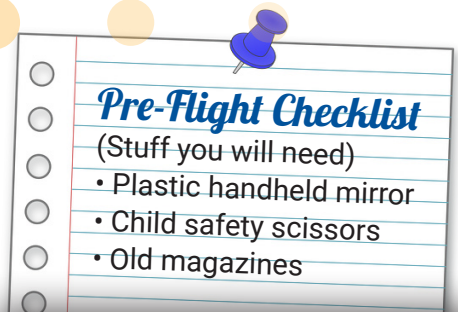 Pre-Flight Checklist
(Stuff you will need)
• Plastic handheld mirror
• Child safety scissors
• Old magazines